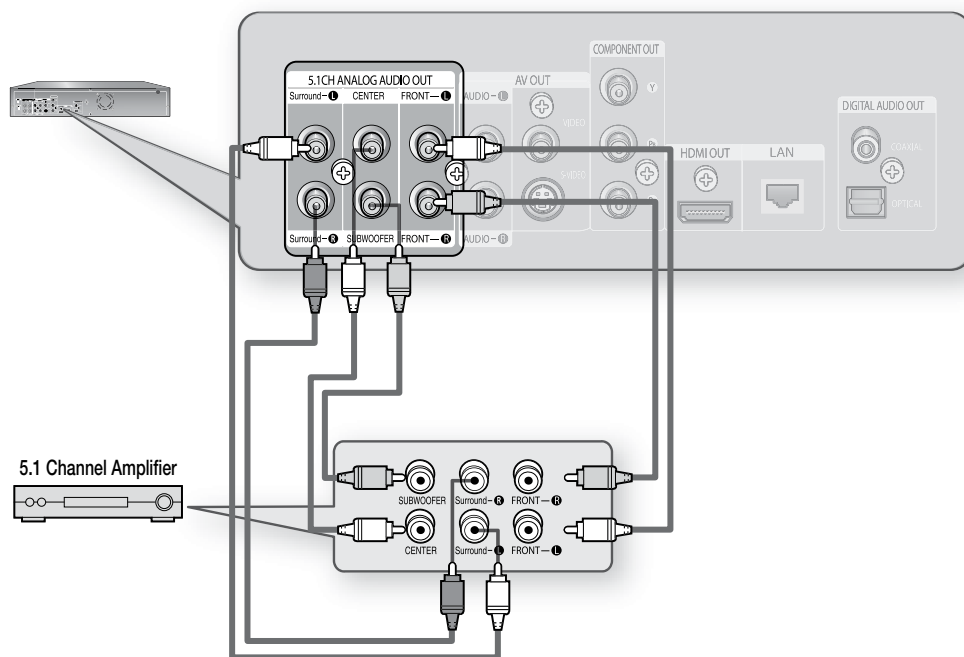 COMPONENT OUT
5.1CH ANALOG AUDIO OUT
AV OUT
Surround-L CENTER FRONT-L AUDIO-L
Y
DIGITAL AUDIO OUT
VIDEO
COAXIAL
HDMI OUT LAN
S-VIDEO
OPTICAL
Surround-R SUBWOOFER FRONT-R AUDIO-R
5.1 Channel Amplifier
SUBWOOFER Surround-R FRONT-R
CENTER Surround-L FRONT-L